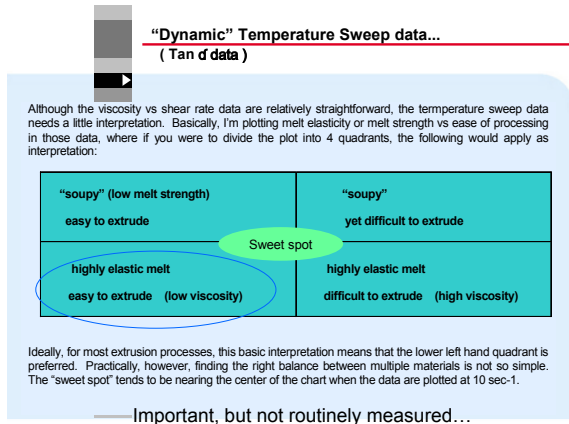 “Dynamic” Temperature Sweep data...
( Tan σ data )
Although the viscosity vs shear rate data are relatively straightforward, the termperature sweep data
needs a little interpretation. Basically, I’m plotting melt elasticity or melt strength vs ease of processing
in those data, where if you were to divide the plot into 4 quadrants, the following would apply as
interpretation:
“soupy” (low melt strength)
easy to extrude
“soupy”
yet difficult to extrude
Sweet spot
highly elastic melt
easy to extrude (low viscosity)
highly elastic melt
difficult to extrude (high viscosity)
Ideally, for most extrusion processes, this basic interpretation means that the lower left hand quadrant is
preferred. Practically, however, finding the right balance between multiple materials is not so simple.
The “sweet spot” tends to be nearing the center of the chart when the data are plotted at 10 sec-1.
Important, but not routinely measured…